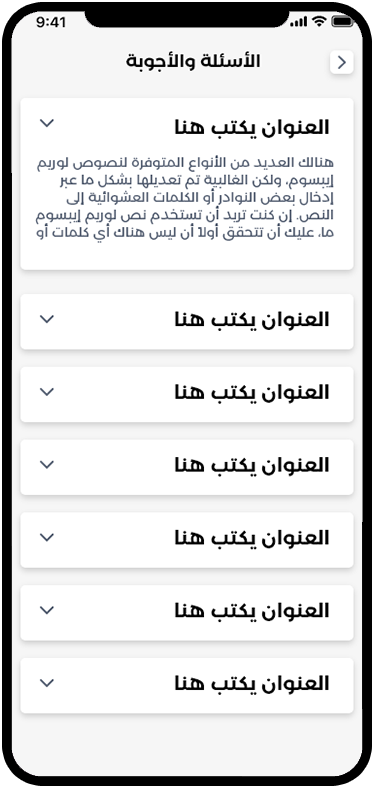 9:41
الأسئلة والأجوبة
العنوان يكتب هنا
هنالك العديد من الأنواع المتوفرة لنصوص لوريم
إيبسوم، ولكن الغالبية تم تعديلها بشكل ما عبر
إدخال بعض النوادر أو الكلمات العشوائية إلى
النص. إن كنت تريد أن تستخدم نص لوريم إيبسوم
ما، عليك أن تتحقق أولاً أن ليس هناك أي كلمات أو
العنوان يكتب هنا
العنوان يكتب هنا
العنوان يكتب هنا
العنوان يكتب هنا
العنوان يكتب هنا
العنوان يكتب هنا